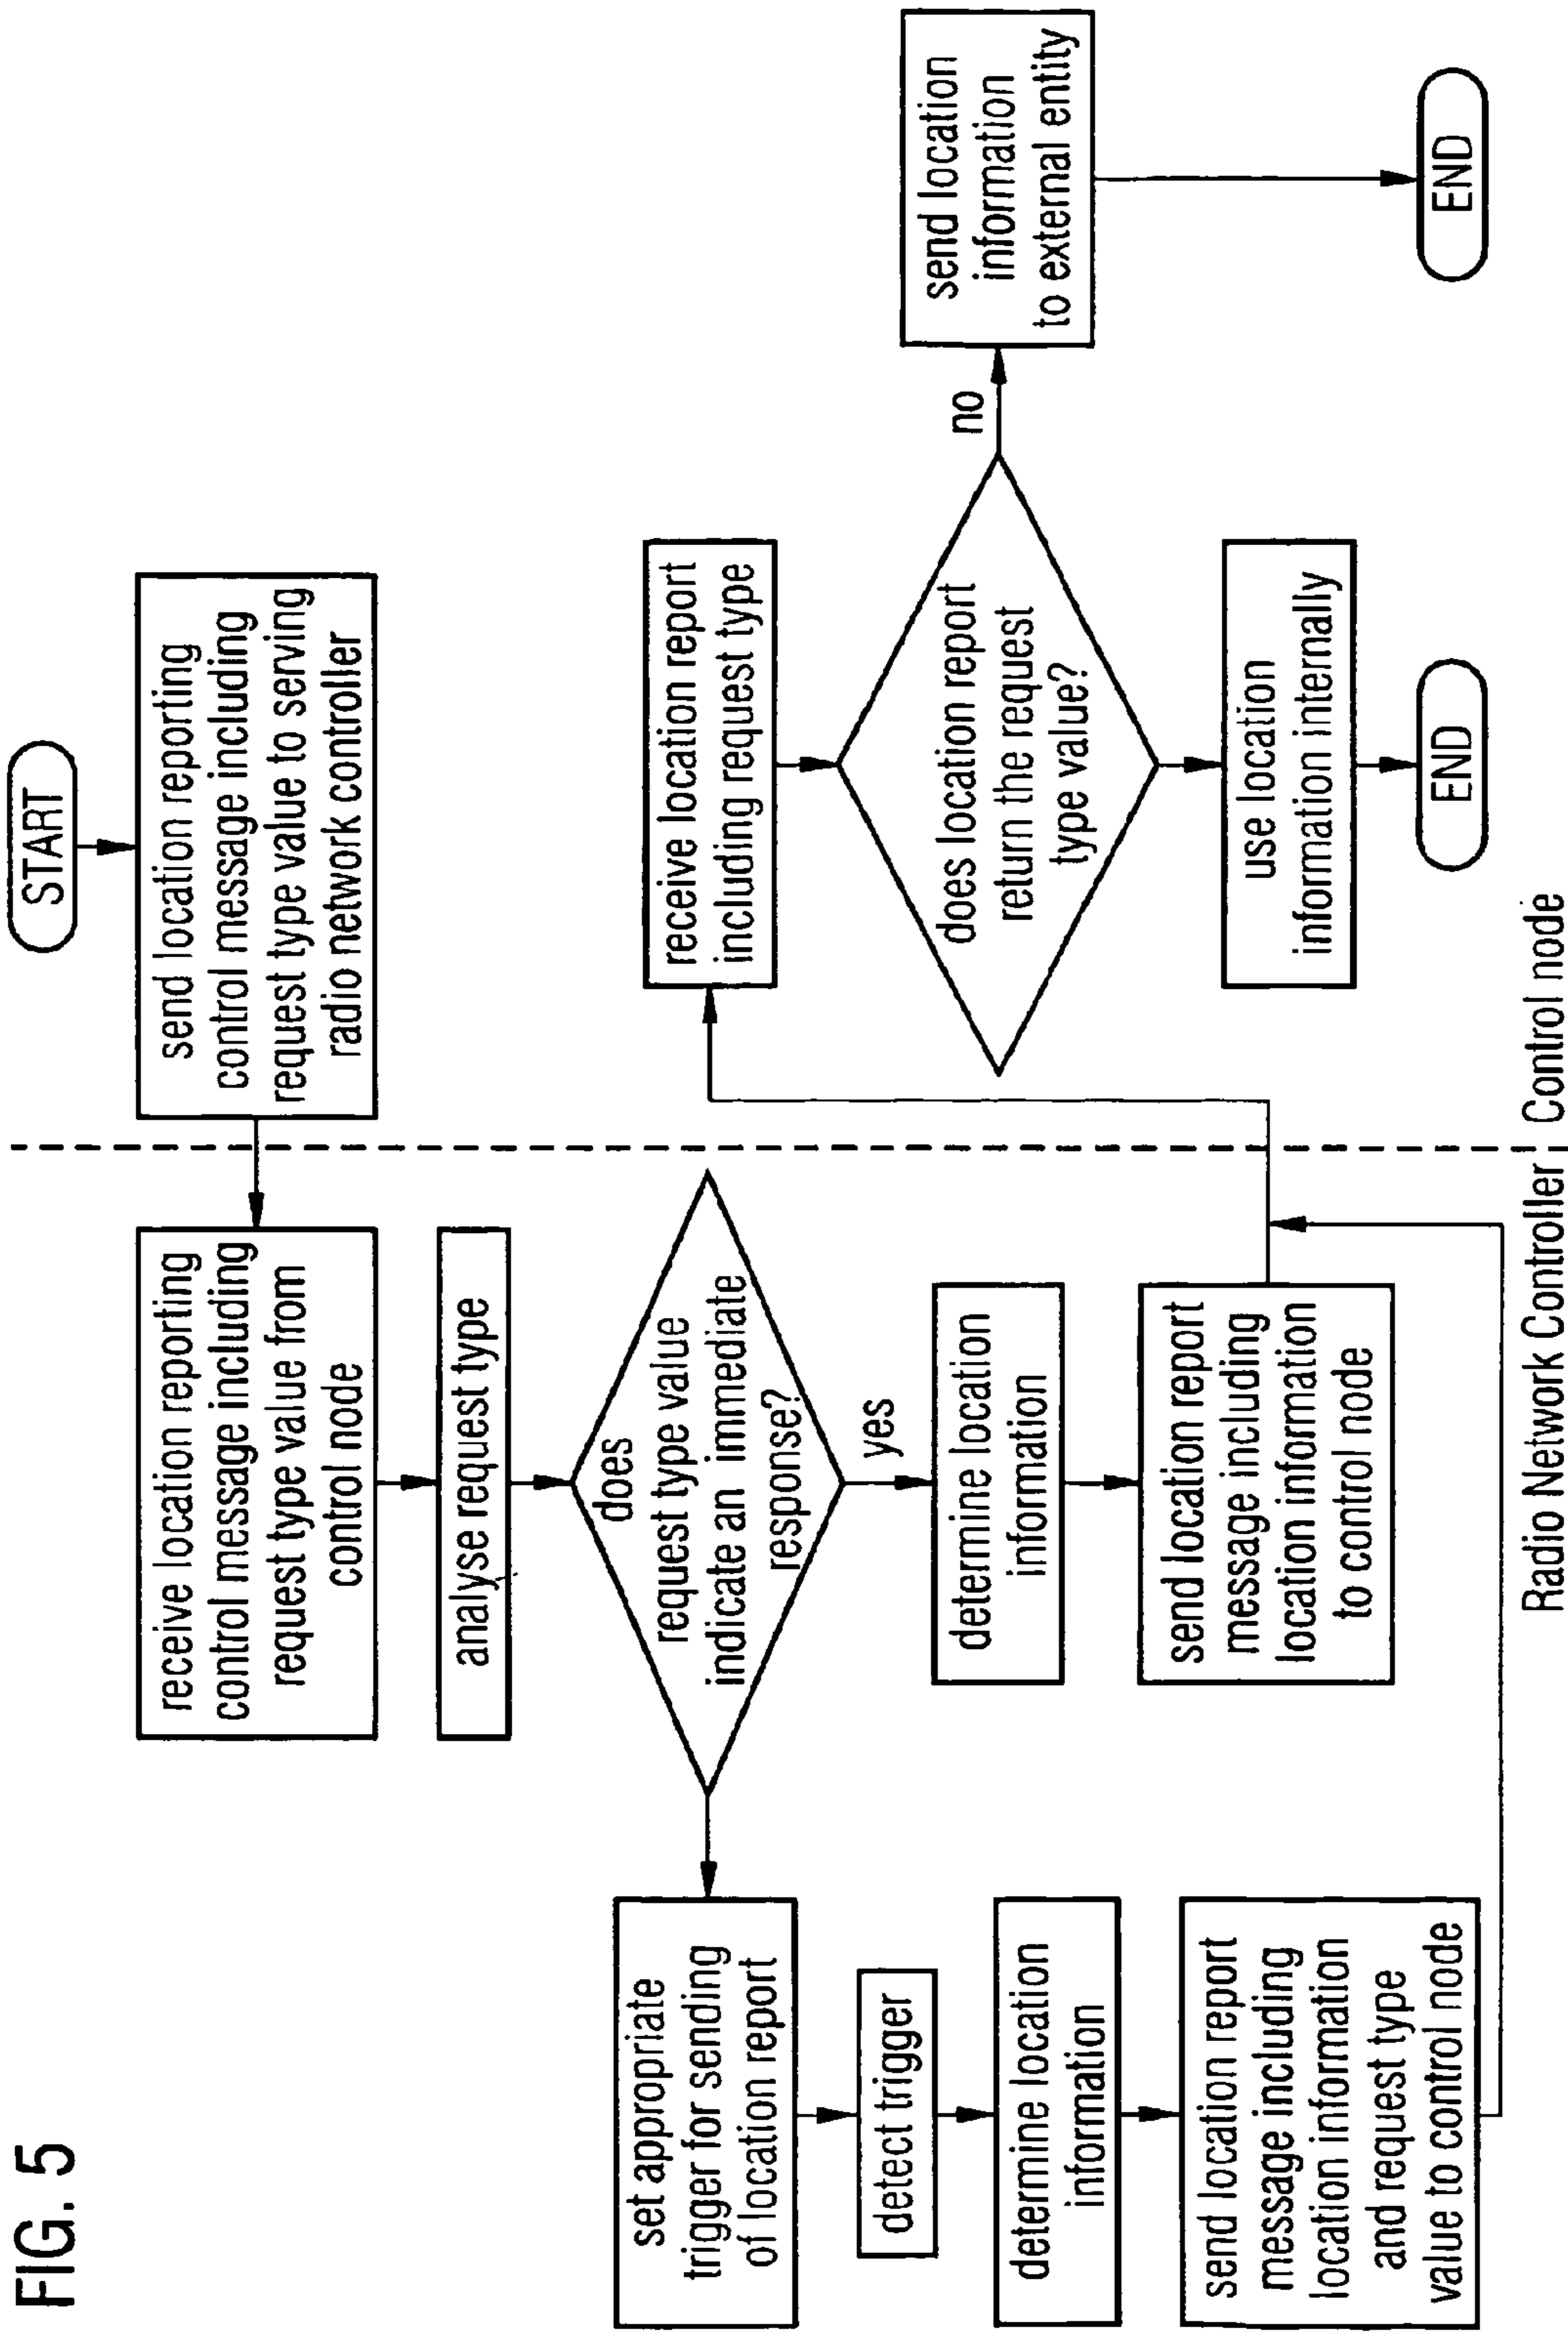 FIG. 5
START
send location reporting
control message including
request type value to serving
radio network controller
receive location reporting
control message including
request type value from
control node
analyse request type
does
request type value
indicate an immediate
response?
yes
determine location
information
send location report
message including
location information
to control node
set appropriate
trigger for sending
of location report
detect trigger
determine location
information
send location report
message including
location information
and request type
value to control node
receive location report
including request type
does location report
return the request
type value?
no
send location
information
to external entity
END
use location
information internally
END
Radio Network Controller
Control node